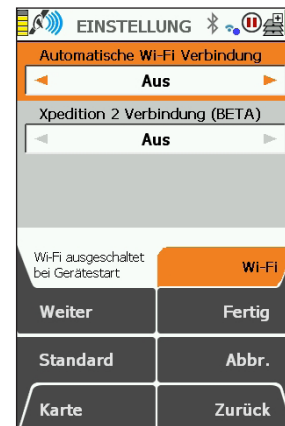 EINSTELLUNG
Automatische Wi-Fi Verbindung
Aus
Xpedition 2 Verbindung (BETA)
Aus
Wi-Fi ausgeschaltet
bei Gerätestart
Wi-Fi
Weiter
Fertig
Standard
Abbr.
Karte
Zurück